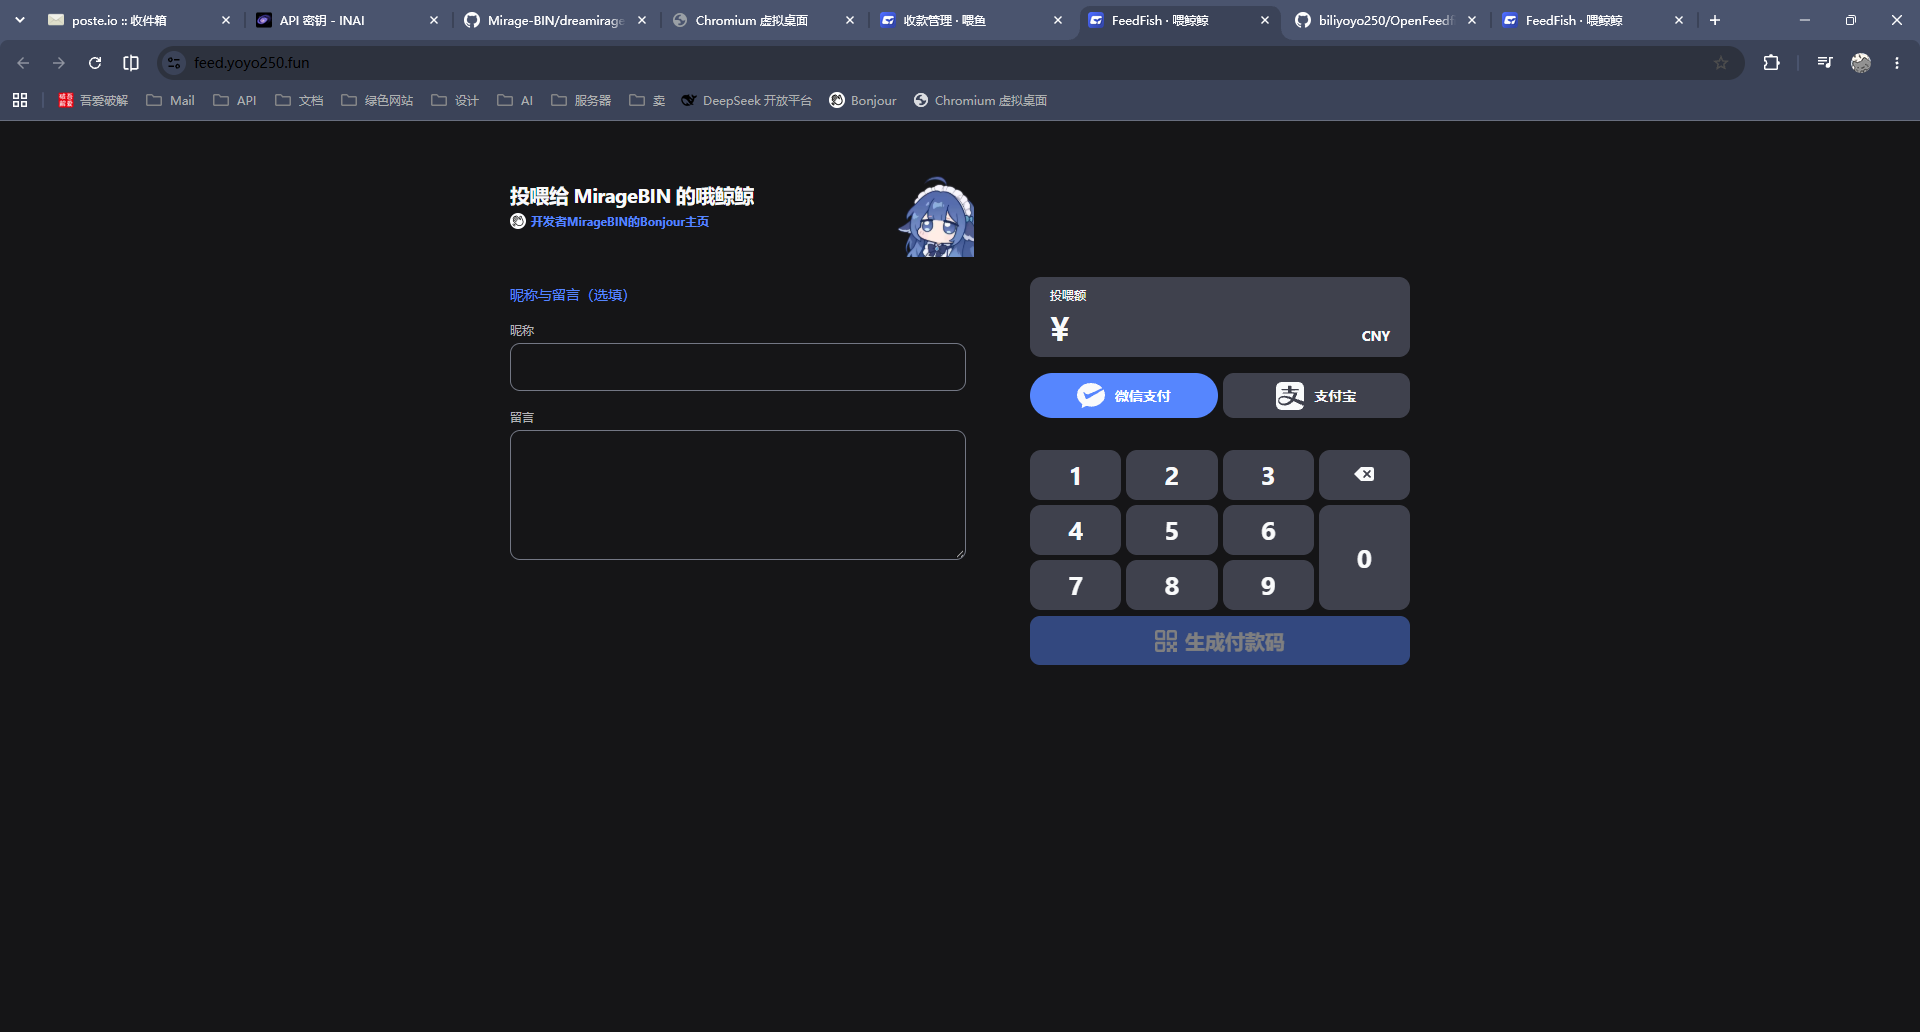 poste.io :: 收件箱
API 密钥 - INAI
Mirage-BIN/dreamirage
Chromium 虚拟桌面
收款管理 · 喂鱼
FeedFish · 喂鲸鲸
biliyoyo250/OpenFeedf
FeedFish · 喂鲸鲸
feed.yoyo250.fun
吾爱破解
Mail
API
文档
绿色网站
设计
AI
服务器
卖
DeepSeek 开放平台
Bonjour
Chromium 虚拟桌面
投喂给 MirageBIN 的哦鲸鲸
开发者MirageBIN的Bonjour主页
昵称与留言（选填）
昵称
留言
投喂额
¥
CNY
微信支付
支 支付宝
1 2 3
4 5 6
0
7 8 9
生成付款码